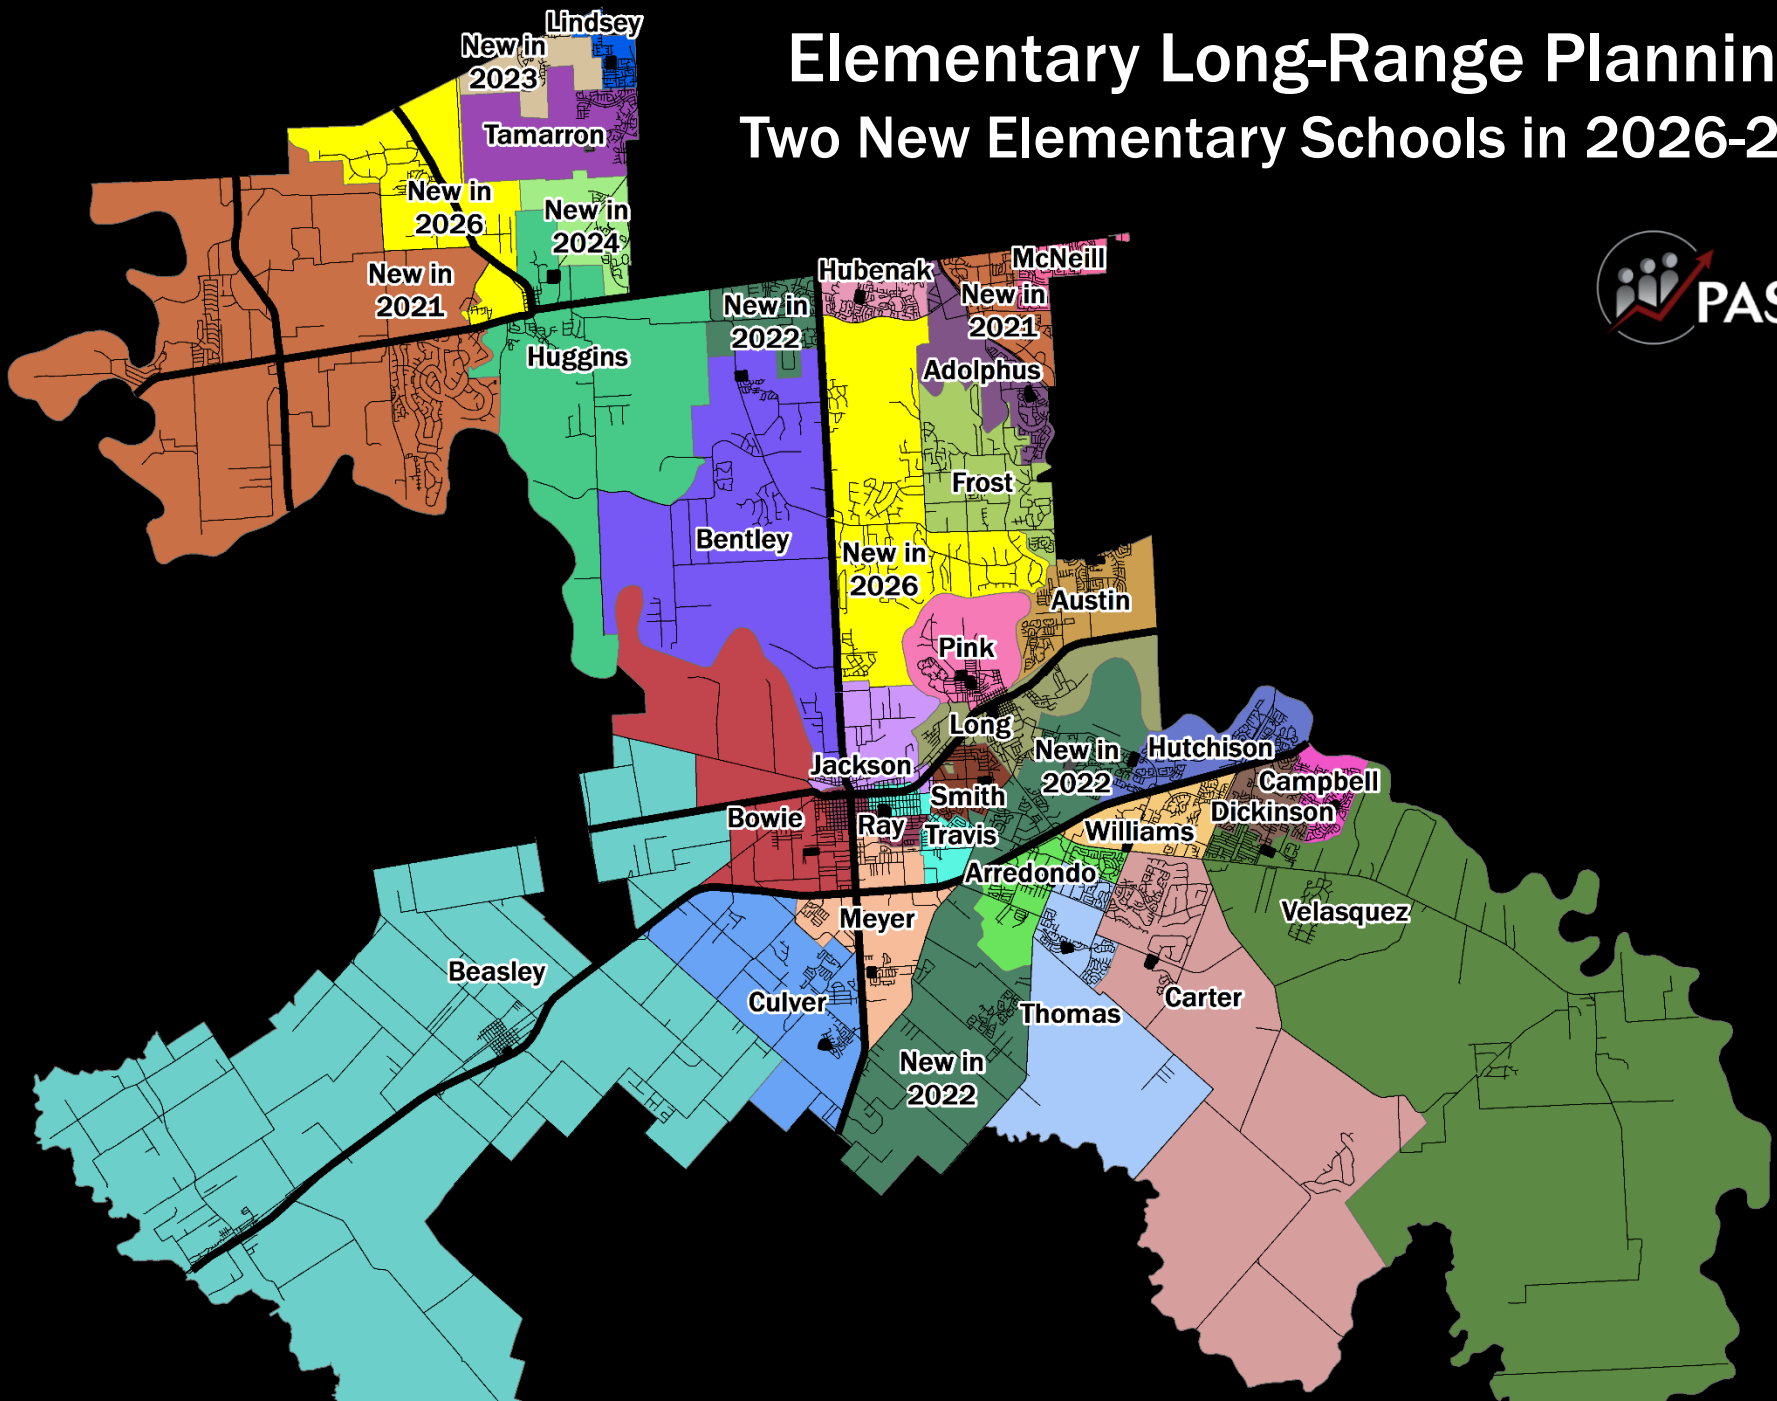 Elementary Long-Range Plannin
Two New Elementary Schools in 2026-2
PAS
Lindsey
New in
2023
Tamarron
New in
2026
New in
2024
New in
2021
Hubenak
McNeill
New in
2022
New in
2021
Huggins
Adolphus
Frost
Bentley
New in
2026
Austin
Pink
Long
Jackson
New in
2022
Hutchison
Campbell
Smith
Dickinson
Bowie
Ray
Travis
Williams
Arredondo
Meyer
Velasquez
Beasley
Culver
Carter
Thomas
New in
2022